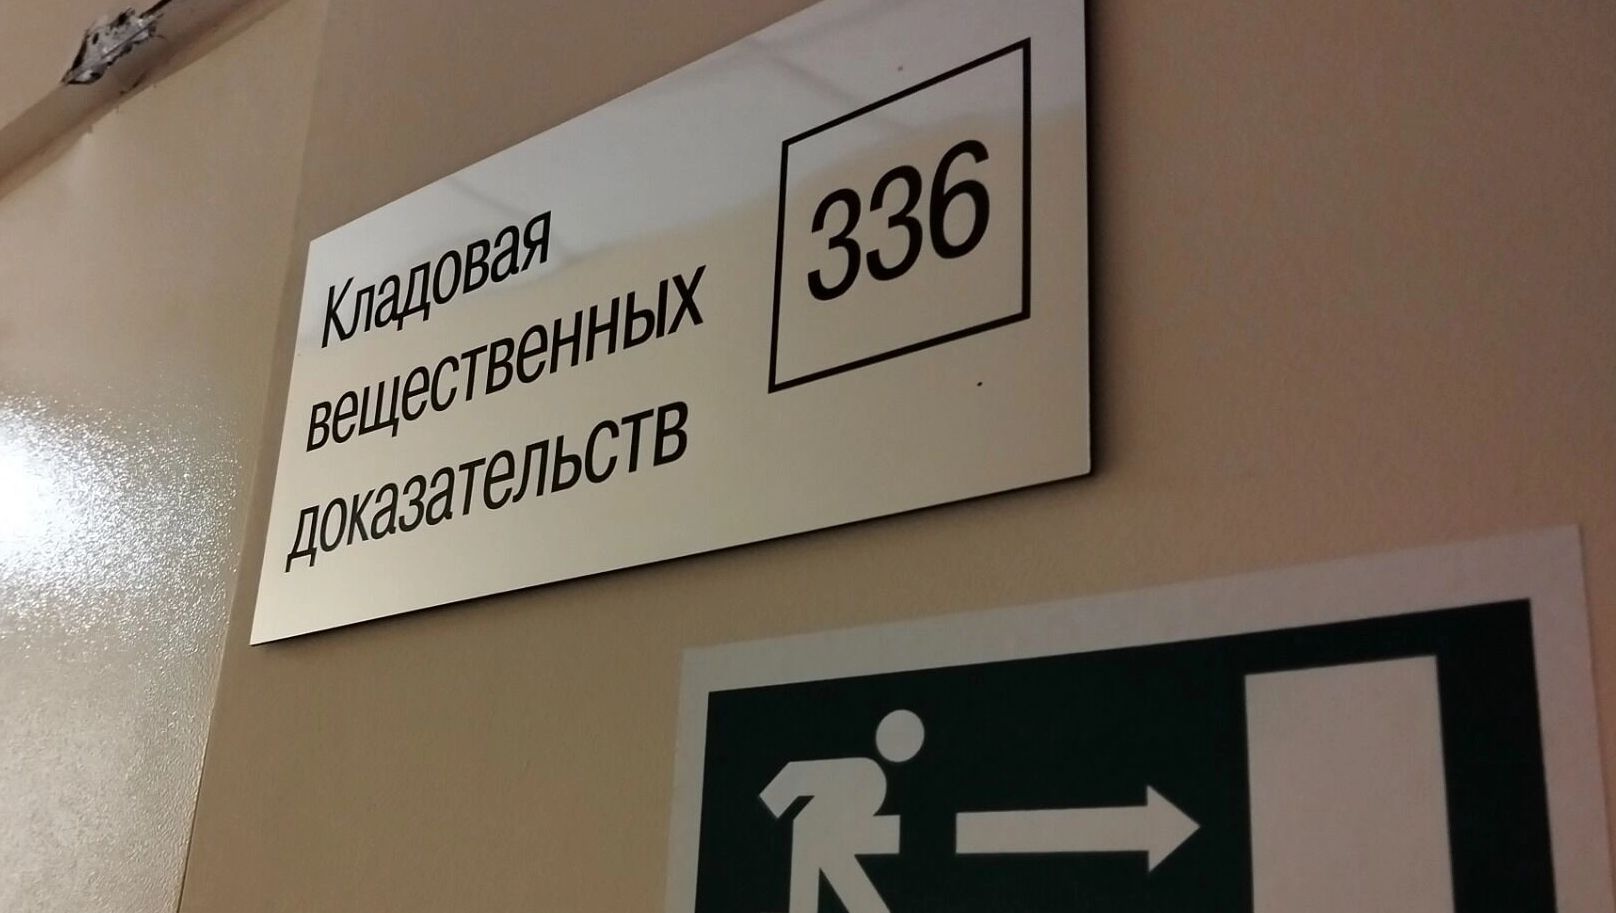 Кладовая
вещественных
доказательств
336